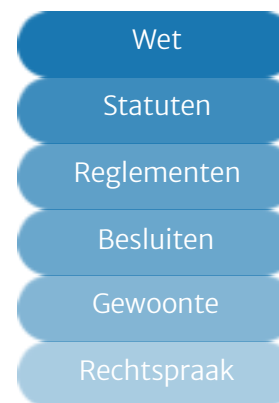 Wet
Statuten
Reglementen
Besluiten
Gewoonte
Rechtspraak